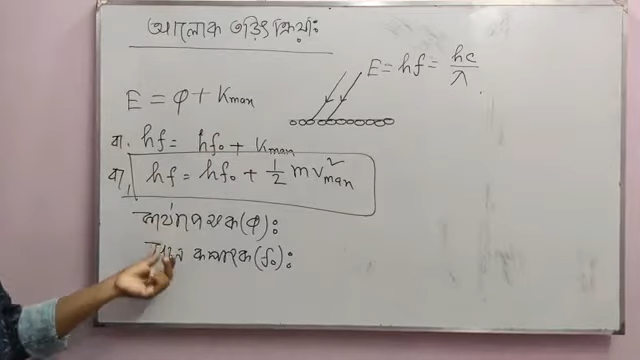 আলোক তড়িৎ ক্রিয়াঃ
E = hf = hc/λ
E = φ + Kmax
বা, hf = hf₀ + Kmax
বা, hf = hf₀ + 1/2 mv²max
কার্যাপেক্ষক (φ) :
কম্পাংক (f₀) :